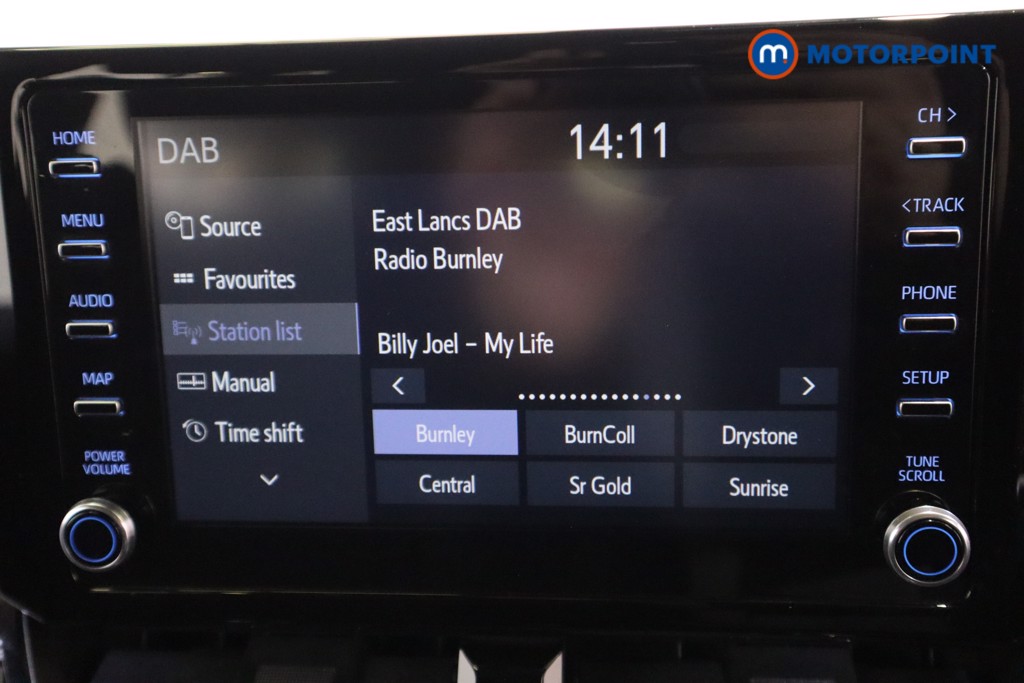 MOTORPOINT
HOME
MENU
AUDIO
MAP
POWER
VOLUME
DAB
14:11
Source
Favourites
Station list
Manual
Time shift
East Lancs DAB
Radio Burnley
Billy Joel – My Life
< >
Burnley BurnColl Drystone
Central Sr Gold Sunrise
CH >
< TRACK
PHONE
SETUP
TUNE
SCROLL